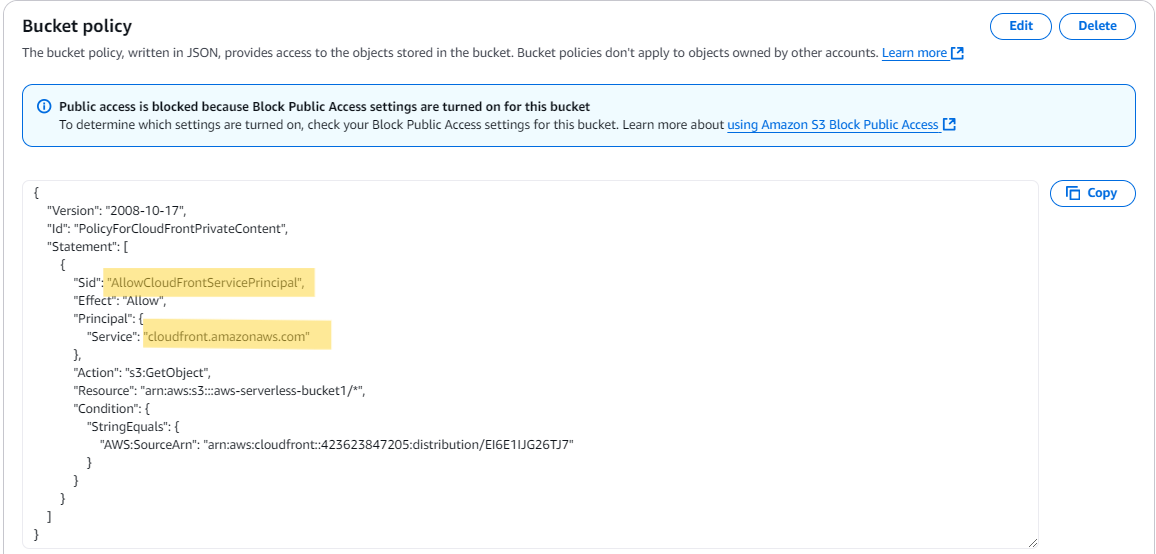 Bucket policy
Edit
Delete
The bucket policy, written in JSON, provides access to the objects stored in the bucket. Bucket policies don't apply to objects owned by other accounts. Learn more
Public access is blocked because Block Public Access settings are turned on for this bucket
To determine which settings are turned on, check your Block Public Access settings for this bucket. Learn more about using Amazon S3 Block Public Access
Copy
{
"Version": "2008-10-17",
"Id": "PolicyForCloudFrontPrivateContent",
"Statement": [
{
"Sid": "AllowCloudFrontServicePrincipal",
"Effect": "Allow",
"Principal": {
"Service": "cloudfront.amazonaws.com"
},
"Action": "s3:GetObject",
"Resource": "arn:aws:s3:::aws-serverless-bucket1/*",
"Condition": {
"StringEquals": {
"AWS:SourceArn": "arn:aws:cloudfront::423623847205:distribution/EI6E1IJG26TJ7"
}
}
}
]
}